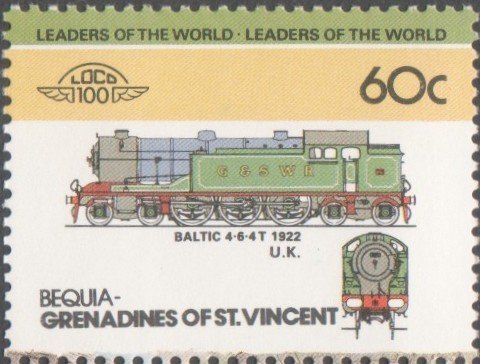 LEADERS OF THE WORLD · LEADERS OF THE WORLD
LOCO
100
60c
G & S W R
BALTIC 4·6·4 T 1922
U.K.
BEQUIA-
GRENADINES OF ST. VINCENT